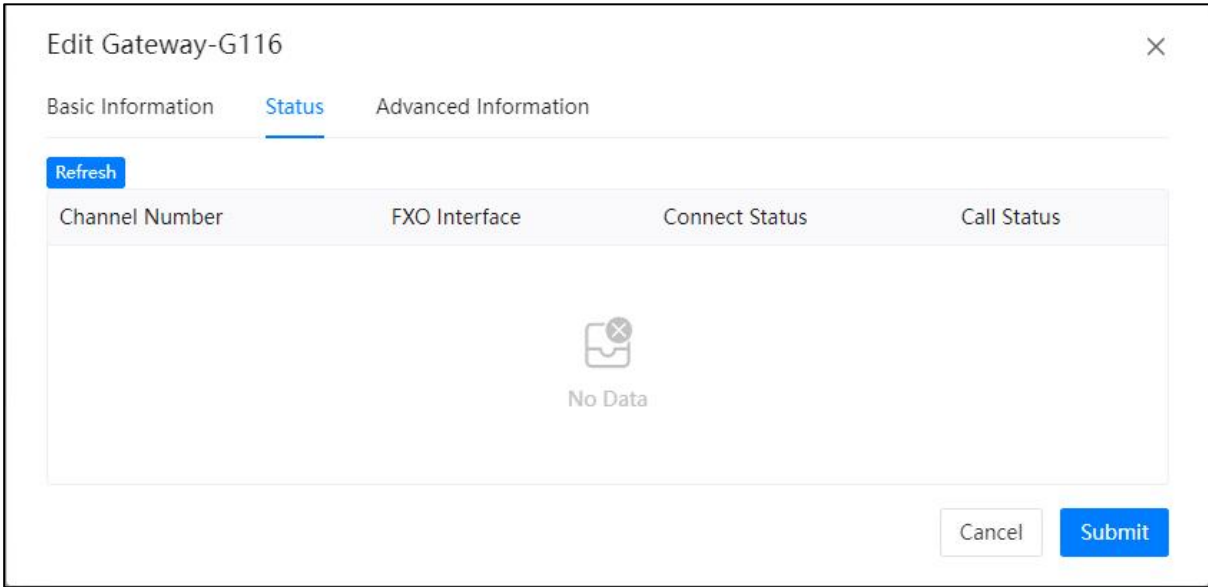 Edit Gateway-G116
Basic Information Status Advanced Information
Refresh
Channel Number FXO Interface Connect Status Call Status
No Data
Cancel Submit